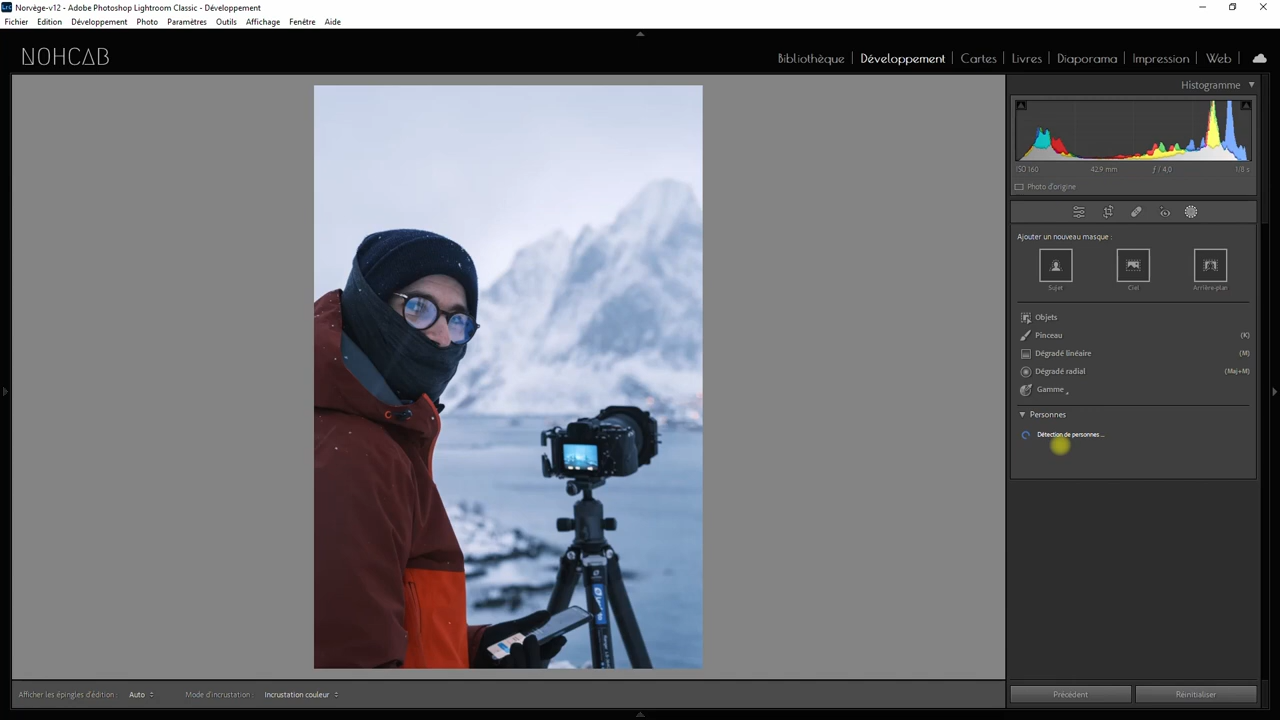 Norvège-v12 - Adobe Photoshop Lightroom Classic - Développement
Fichier Edition Développement Photo Paramètres Outils Affichage Fenêtre Aide
NOHCAB
Bibliothèque Développement Cartes Livres Diaporama Impression Web
Histogramme
ISO 160 42,9 mm ƒ / 4,0 1/8 s
Photo d'origine
Ajouter un nouveau masque :
Sujet Ciel Arrière-plan
Objets
Pinceau (K)
Dégradé linéaire (M)
Dégradé radial (Maj+M)
Gamme
Personnes
Détection de personnes ...
Afficher les épingles d'édition : Auto Mode d'incrustation : Incrustation couleur
Précédent Réinitialiser